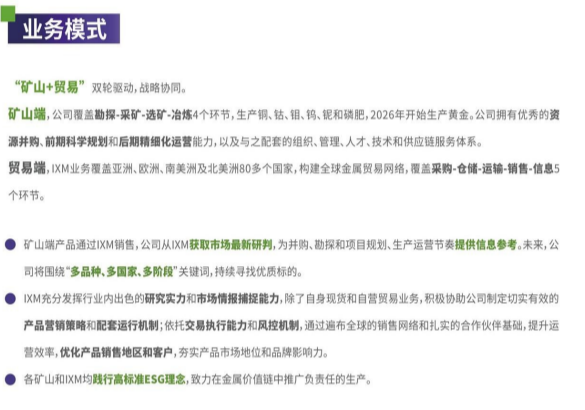 业务模式
“矿山+贸易”双轮驱动，战略协同。
矿山端，公司覆盖勘探-采矿-选矿-冶炼4个环节，生产铜、钴、钼、钨、铌和磷肥，2026年开始生产黄金。公司拥有优秀的资
源并购、前期科学规划和后期精细化运营能力，以及与之配套的组织、管理、人才、技术和供应链服务体系。
贸易端，IXM业务覆盖亚洲、欧洲、南美洲及北美洲80多个国家，构建全球金属贸易网络，覆盖采购-仓储-运输-销售-信息5
个环节。
矿山端产品通过IXM销售，公司从IXM获取市场最新研判，为并购、勘探和项目规划、生产运营节奏提供信息参考。未来，公
司将围绕“多品种、多国家、多阶段”关键词，持续寻找优质标的。
IXM充分发挥行业内出色的研究实力和市场情报捕捉能力，除了自身现货和自营贸易业务，积极协助公司制定切实有效的
产品营销策略和配套运行机制；依托交易执行能力和风控机制，通过遍布全球的销售网络和扎实的合作伙伴基础，提升运
营效率，优化产品销售地区和客户，夯实产品市场地位和品牌影响力。
各矿山和IXM均践行高标准ESG理念，致力在金属价值链中推广负责任的生产。